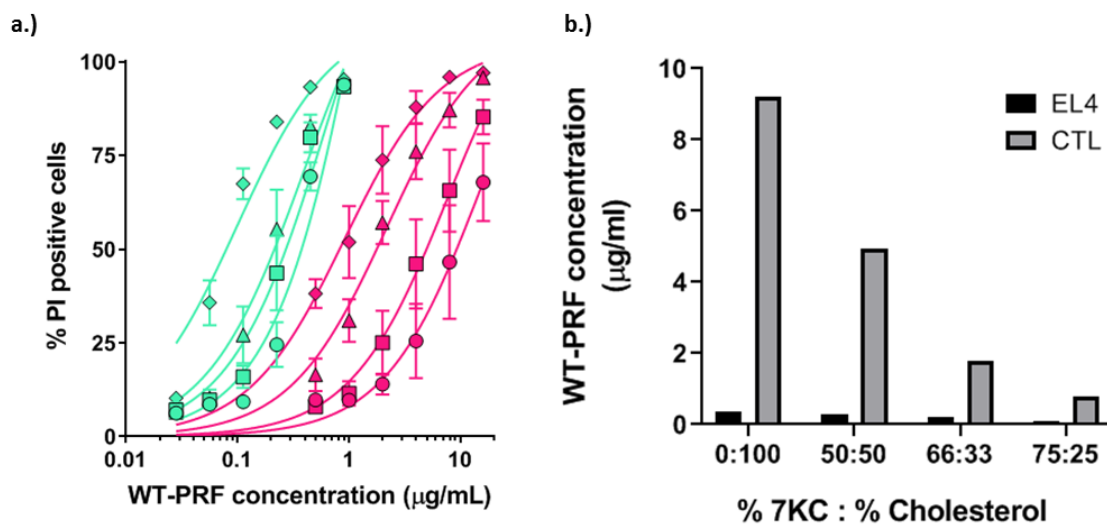 a.)
100
75
50
25
0
% PI positive cells
0.01 0.1 1 10
WT-PRF concentration (μg/mL)
b.)
10
8
6
4
2
0
WT-PRF concentration
(μg/ml)
EL4
CTL
0:100 50:50 66:33 75:25
% 7KC : % Cholesterol